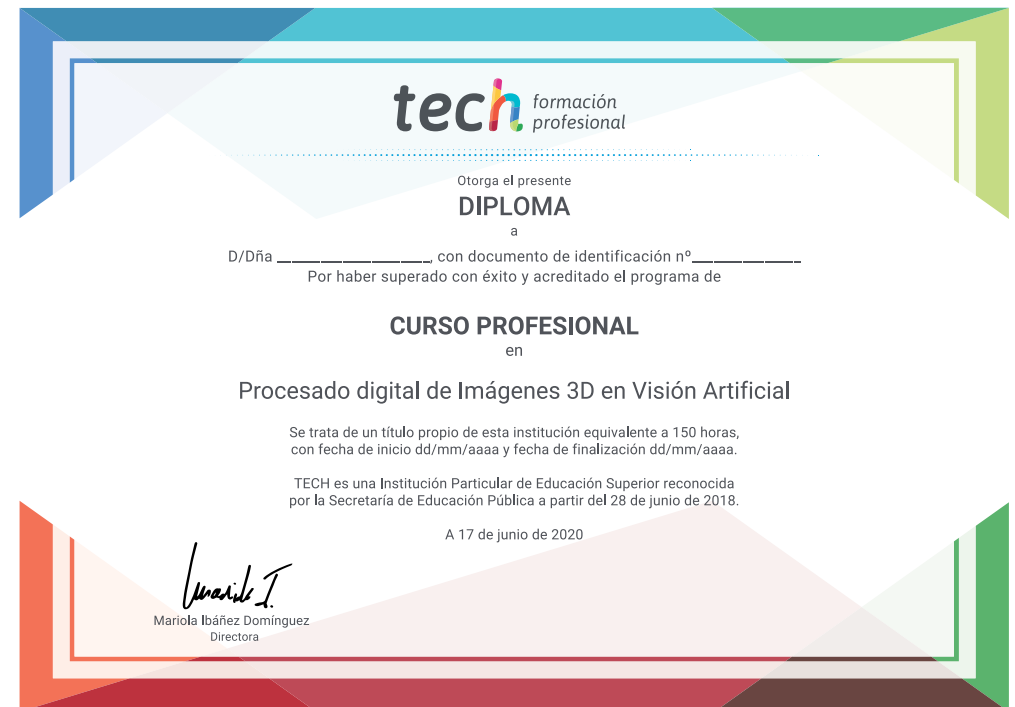 tech formación
profesional
Otorga el presente
DIPLOMA
a
D/Dña ____________________, con documento de identificación nº______________
Por haber superado con éxito y acreditado el programa de
CURSO PROFESIONAL
en
Procesado digital de Imágenes 3D en Visión Artificial
Se trata de un título propio de esta institución equivalente a 150 horas,
con fecha de inicio dd/mm/aaaa y fecha de finalización dd/mm/aaaa.
TECH es una Institución Particular de Educación Superior reconocida
por la Secretaría de Educación Pública a partir del 28 de junio de 2018.
A 17 de junio de 2020
Mariola Ibáñez Domínguez
Directora